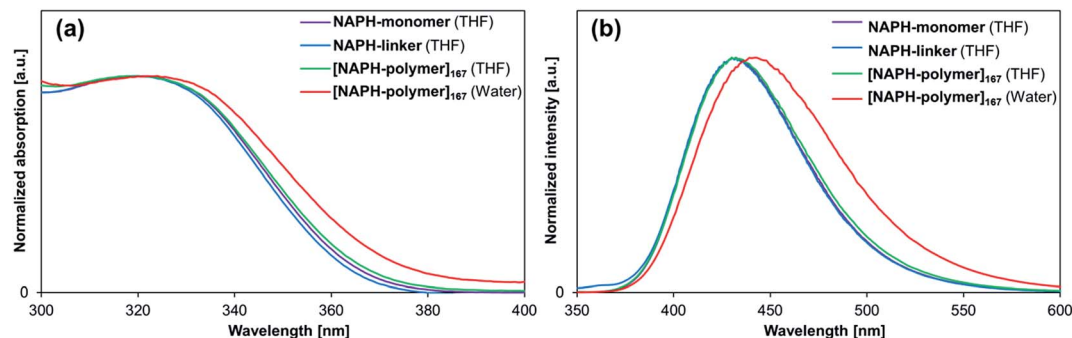 (a)
NAPH-monomer (THF)
NAPH-linker (THF)
[NAPH-polymer]₁₆₇ (THF)
[NAPH-polymer]₁₆₇ (Water)
Normalized absorption [a.u.]
0
300 320 340 360 380 400
Wavelength [nm]
(b)
NAPH-monomer (THF)
NAPH-linker (THF)
[NAPH-polymer]₁₆₇ (THF)
[NAPH-polymer]₁₆₇ (Water)
Normalized intensity [a.u.]
0
350 400 450 500 550 600
Wavelength [nm]